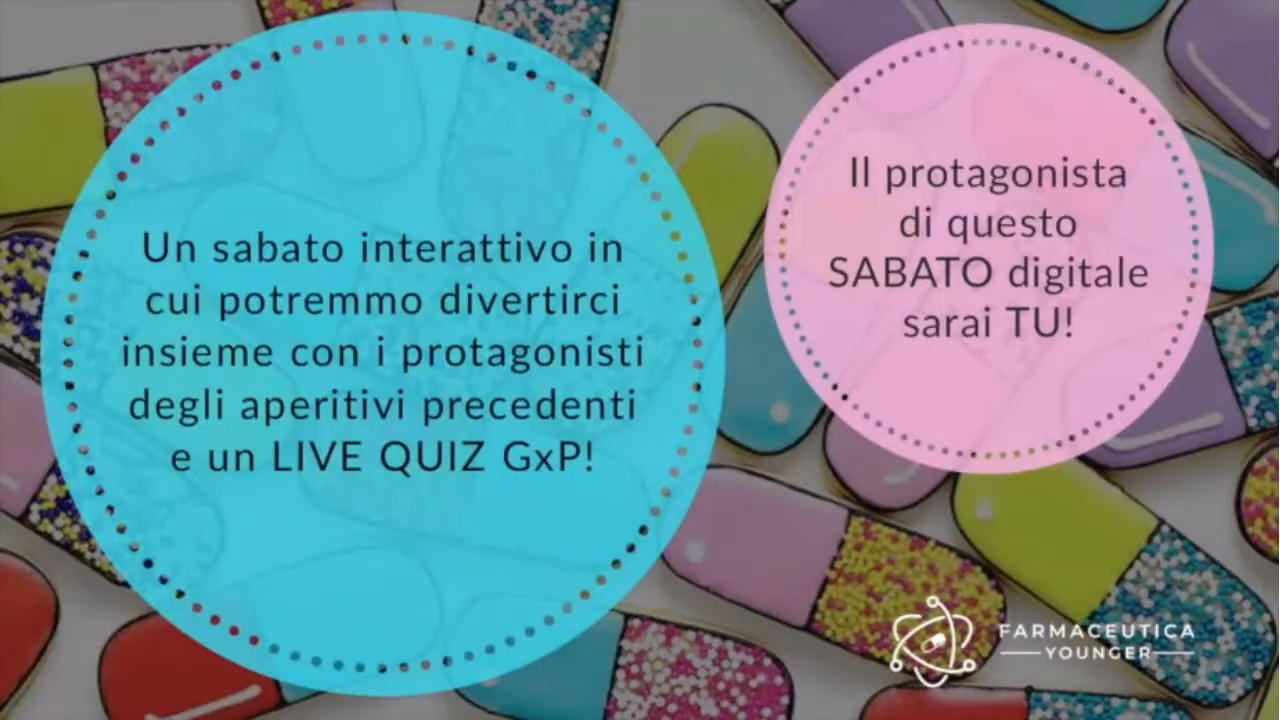 Un sabato interattivo in
cui potremmo divertirci
insieme con i protagonisti
degli aperitivi precedenti
e un LIVE QUIZ GxP!
Il protagonista
di questo
SABATO digitale
sarai TU!
FARMACEUTICA
YOUNGER